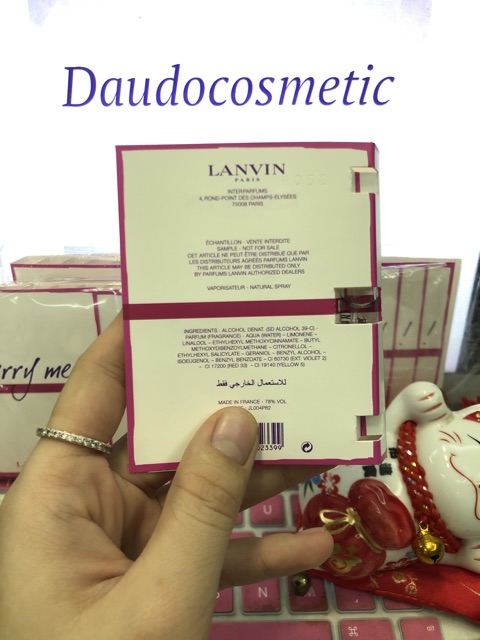 Daudocosmetic
LANVIN
PARIS
INTERPARFUMS
4, ROND-POINT DES CHAMPS-ELYSÉES
75008 PARIS
ÉCHANTILLON - VENTE INTERDITE
SAMPLE - NOT FOR SALE
CET ARTICLE NE PEUT ÊTRE DISTRIBUÉ QUE PAR
LES DISTRIBUTEURS AGRÉÉS PARFUMS LANVIN
THIS ARTICLE MAY BE DISTRIBUTED ONLY
BY PARFUMS LANVIN AUTHORIZED DEALERS
VAPORISATEUR - NATURAL SPRAY
INGREDIENTS : ALCOHOL DENAT. (SD ALCOHOL 39-C) -
PARFUM (FRAGRANCE) - AQUA (WATER) - LIMONENE -
LINALOOL - ETHYLHEXYL METHOXYCINNAMATE - BUTYL
METHOXYDIBENZOYLMETHANE - CITRONELLOL -
ETHYLHEXYL SALICYLATE - GERANIOL - BENZYL ALCOHOL -
ISOEUGENOL - BENZYL BENZOATE - CI 60730 (EXT. VIOLET 2)
- CI 17200 (RED 33) - CI 19140 (YELLOW 5)
للاستعمال الخارجي فقط
MADE IN FRANCE - 78% VOL
JL004P82
23399
rry me